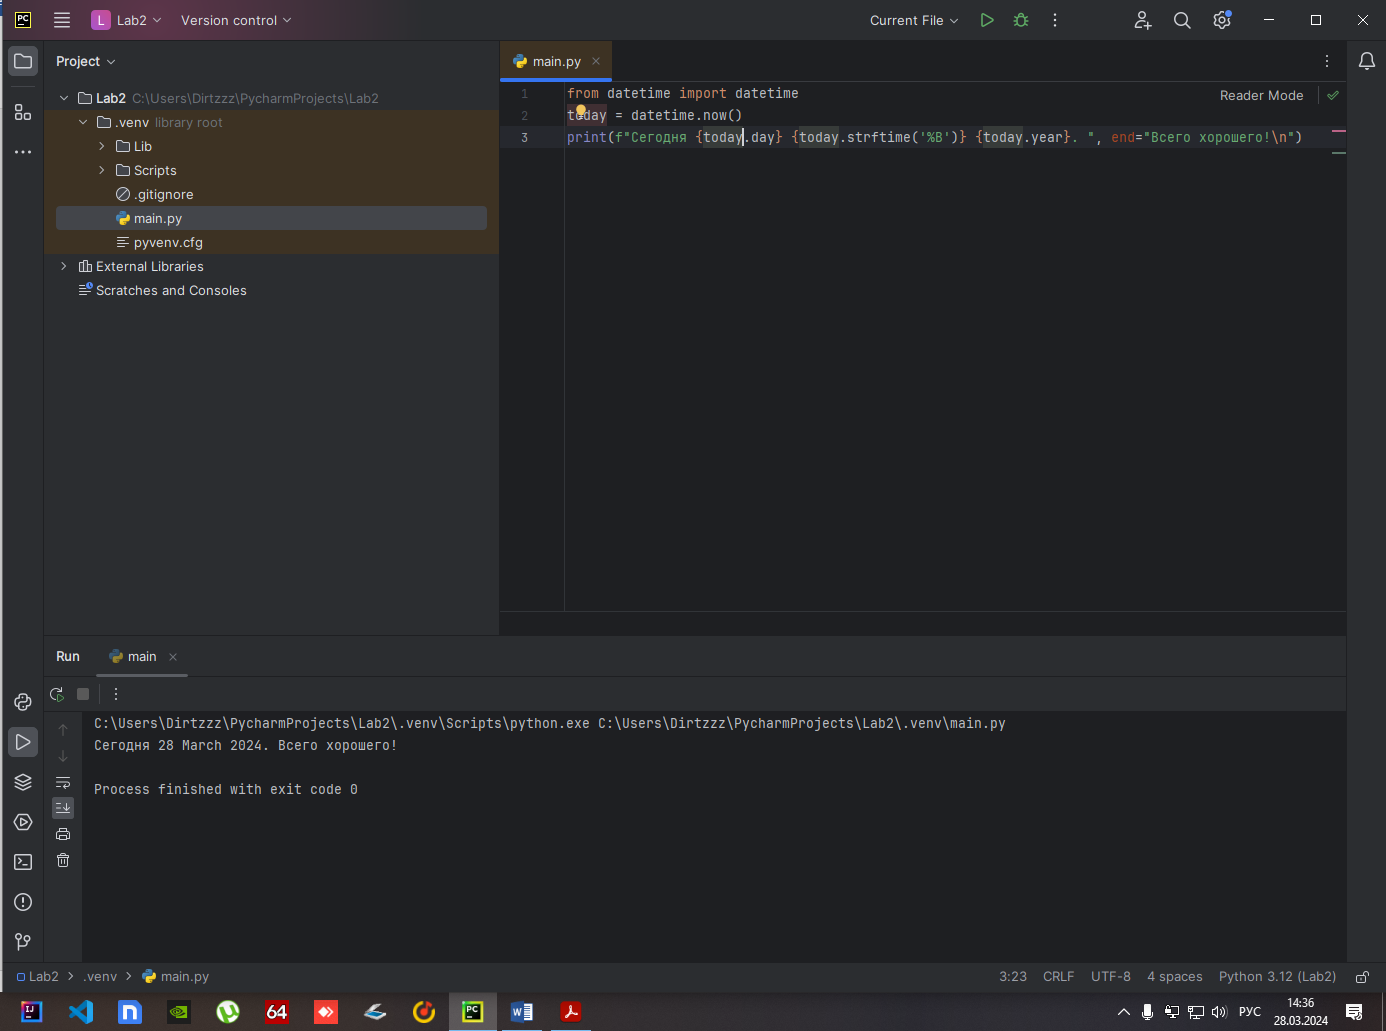 PC L Lab2 Version control Current File
Project
main.py
Lab2 C:\Users\Dirtzzz\PycharmProjects\Lab2
.venv library root
Lib
Scripts
.gitignore
main.py
pyvenv.cfg
External Libraries
Scratches and Consoles
1 from datetime import datetime
2 today = datetime.now()
3 print(f"Сегодня {today.day} {today.strftime('%B')} {today.year}. ", end="Всего хорошего!\n")
Reader Mode
Run main
C:\Users\Dirtzzz\PycharmProjects\Lab2\.venv\Scripts\python.exe C:\Users\Dirtzzz\PycharmProjects\Lab2\.venv\main.py
Сегодня 28 March 2024. Всего хорошего!
Process finished with exit code 0
Lab2 > .venv > main.py 3:23 CRLF UTF-8 4 spaces Python 3.12 (Lab2)
IJ 64 PC W РУС 14:36
28.03.2024